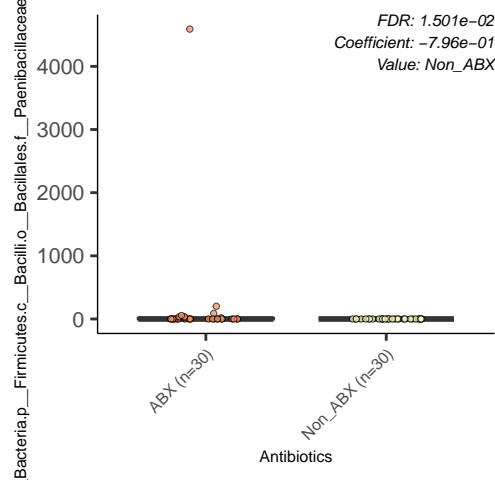 FDR: 1.501e−02
Coefficient: −7.96e−01
Value: Non_ABX
Bacteria.p__Firmicutes.c__Bacilli.o__Bacillales.f__Paenibacillaceae
4000
3000
2000
1000
0
ABX (n=30)
Non_ABX (n=30)
Antibiotics